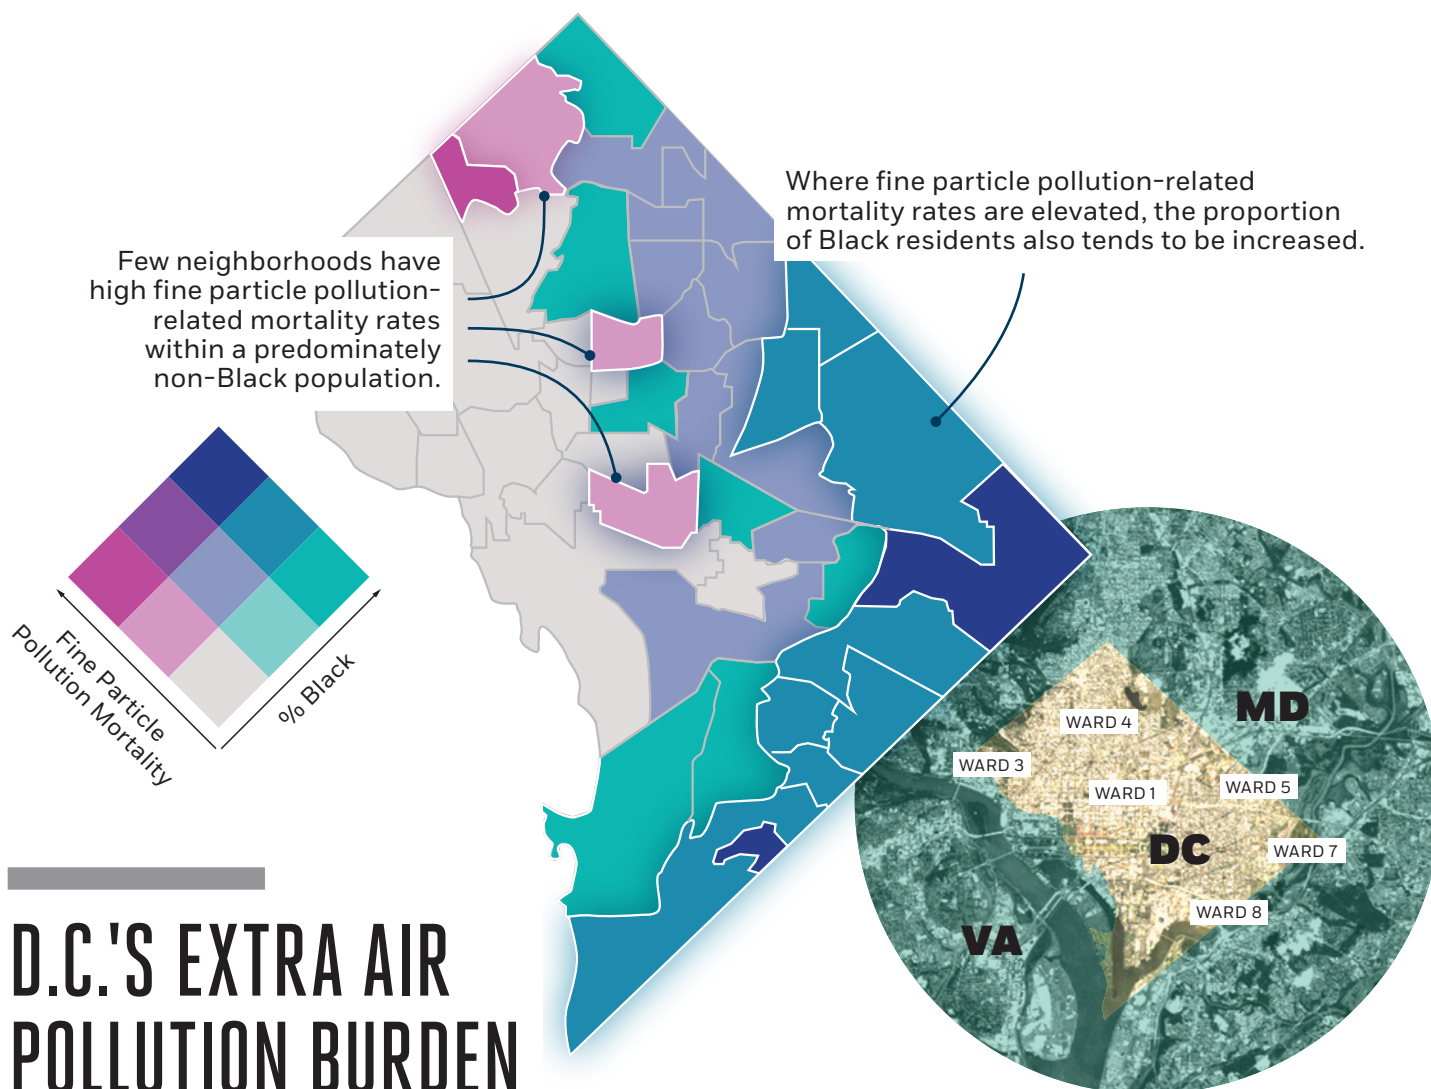 Where fine particle pollution-related
mortality rates are elevated, the proportion
of Black residents also tends to be increased.
Few neighborhoods have
high fine particle pollution-
related mortality rates
within a predominately
non-Black population.
Fine Particle
Pollution Mortality
% Black
MD
WARD 4
WARD 3
WARD 1
WARD 5
DC
WARD 7
WARD 8
VA
D.C.'S EXTRA AIR
POLLUTION BURDEN